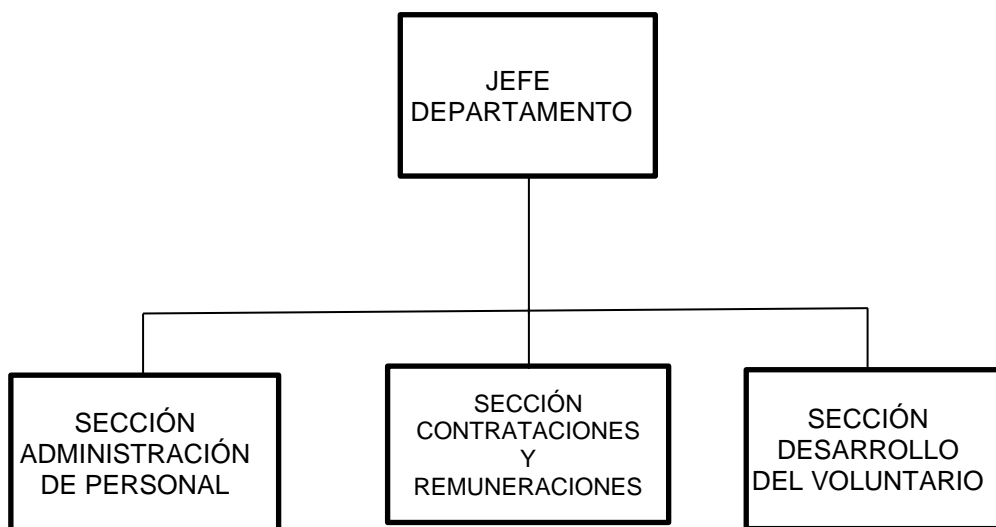 JEFE
DEPARTAMENTO
SECCIÓN
ADMINISTRACIÓN
DE PERSONAL
SECCIÓN
CONTRATACIONES
Y
REMUNERACIONES
SECCIÓN
DESARROLLO
DEL VOLUNTARIO